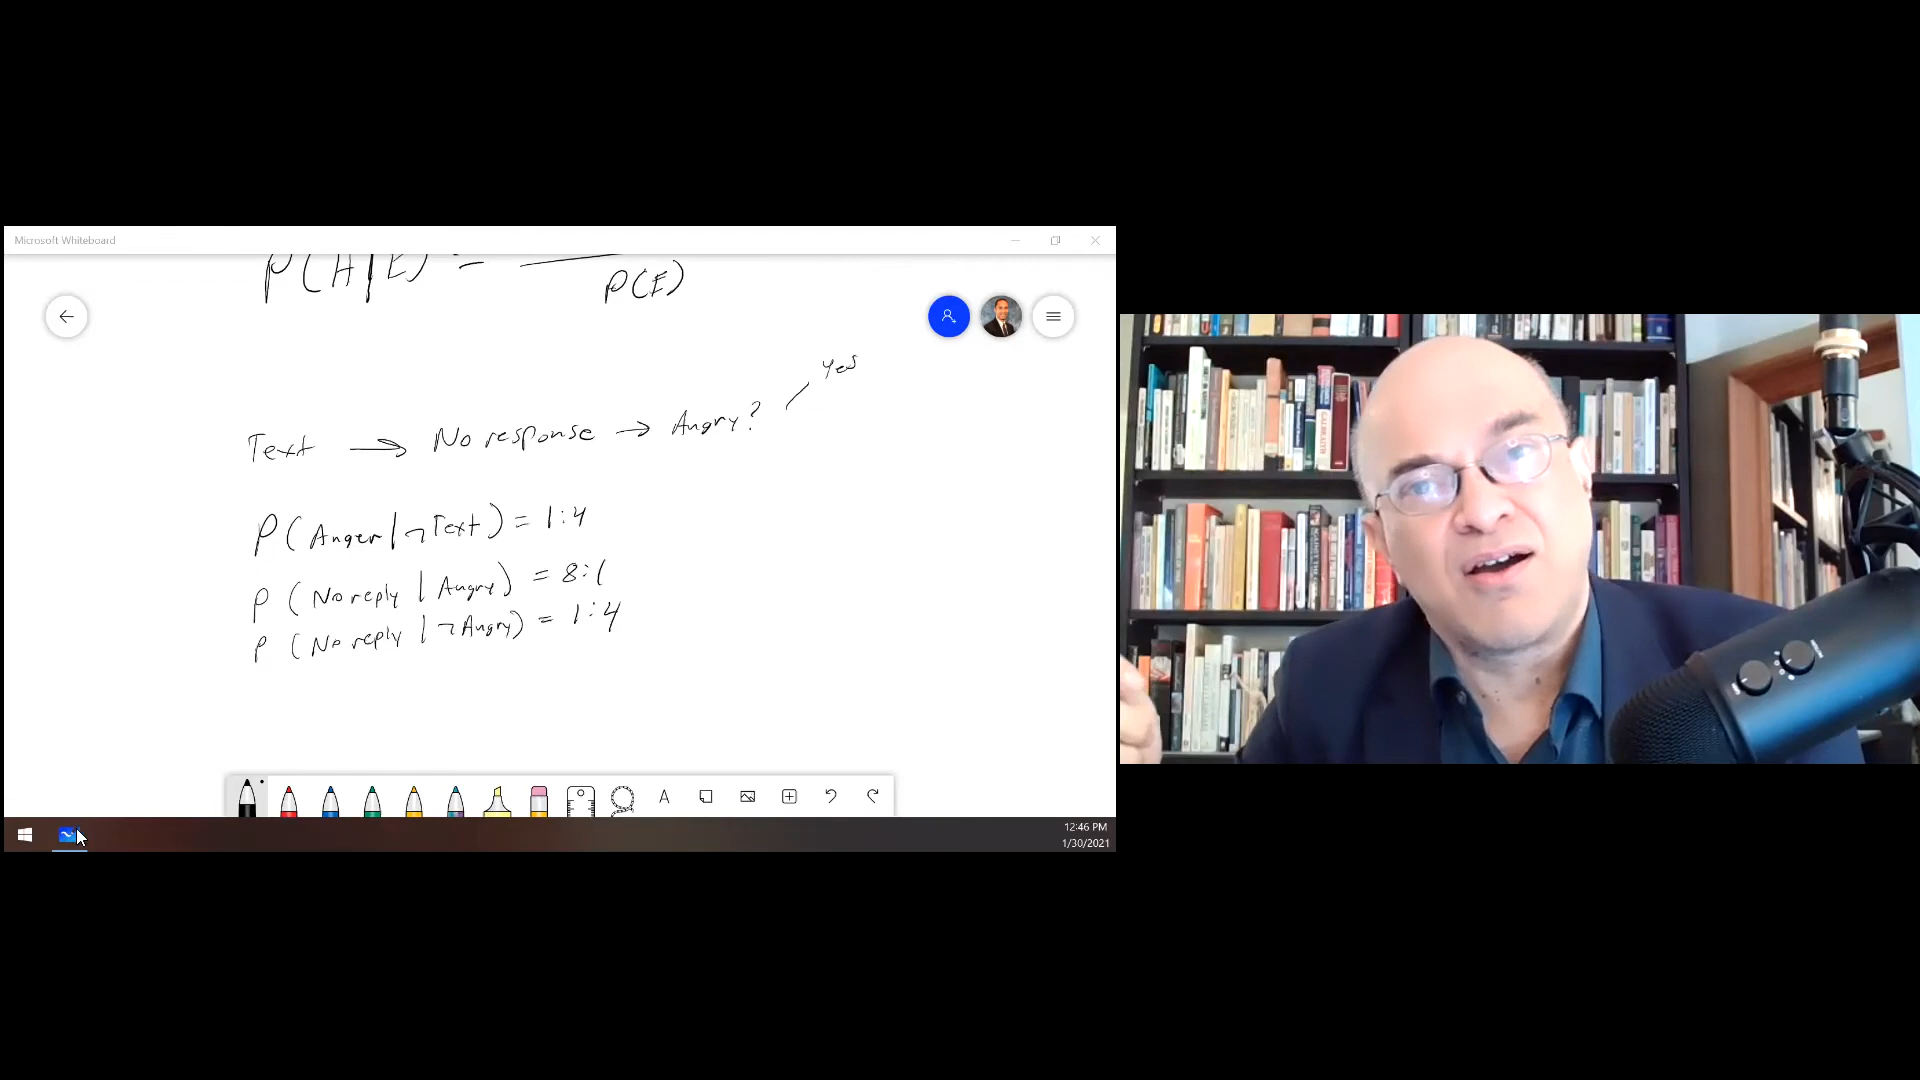 Microsoft Whiteboard
P(H|E) =
P(E)
Yes
Text → No response → Angry?
P(Anger|¬Text) = 1:4
P (No reply | Angry) = 8:1
P (No reply | ¬Angry) = 1:4
A
12:46 PM
1/30/2021